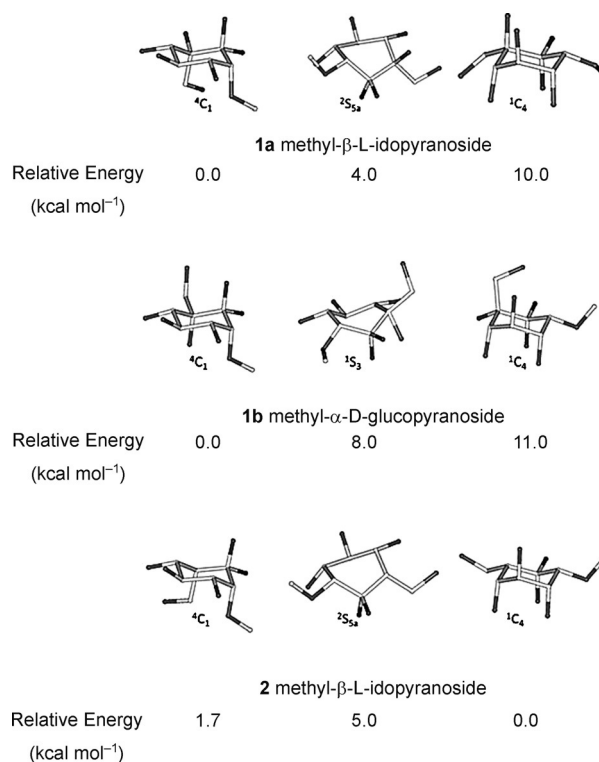 ⁴C₁ ²S₅ₐ ¹C₄
1a methyl-β-L-idopyranoside
Relative Energy 0.0 4.0 10.0
(kcal mol⁻¹)
⁴C₁ ¹S₃ ¹C₄
1b methyl-α-D-glucopyranoside
Relative Energy 0.0 8.0 11.0
(kcal mol⁻¹)
⁴C₁ ²S₅ₐ ¹C₄
2 methyl-β-L-idopyranoside
Relative Energy 1.7 5.0 0.0
(kcal mol⁻¹)